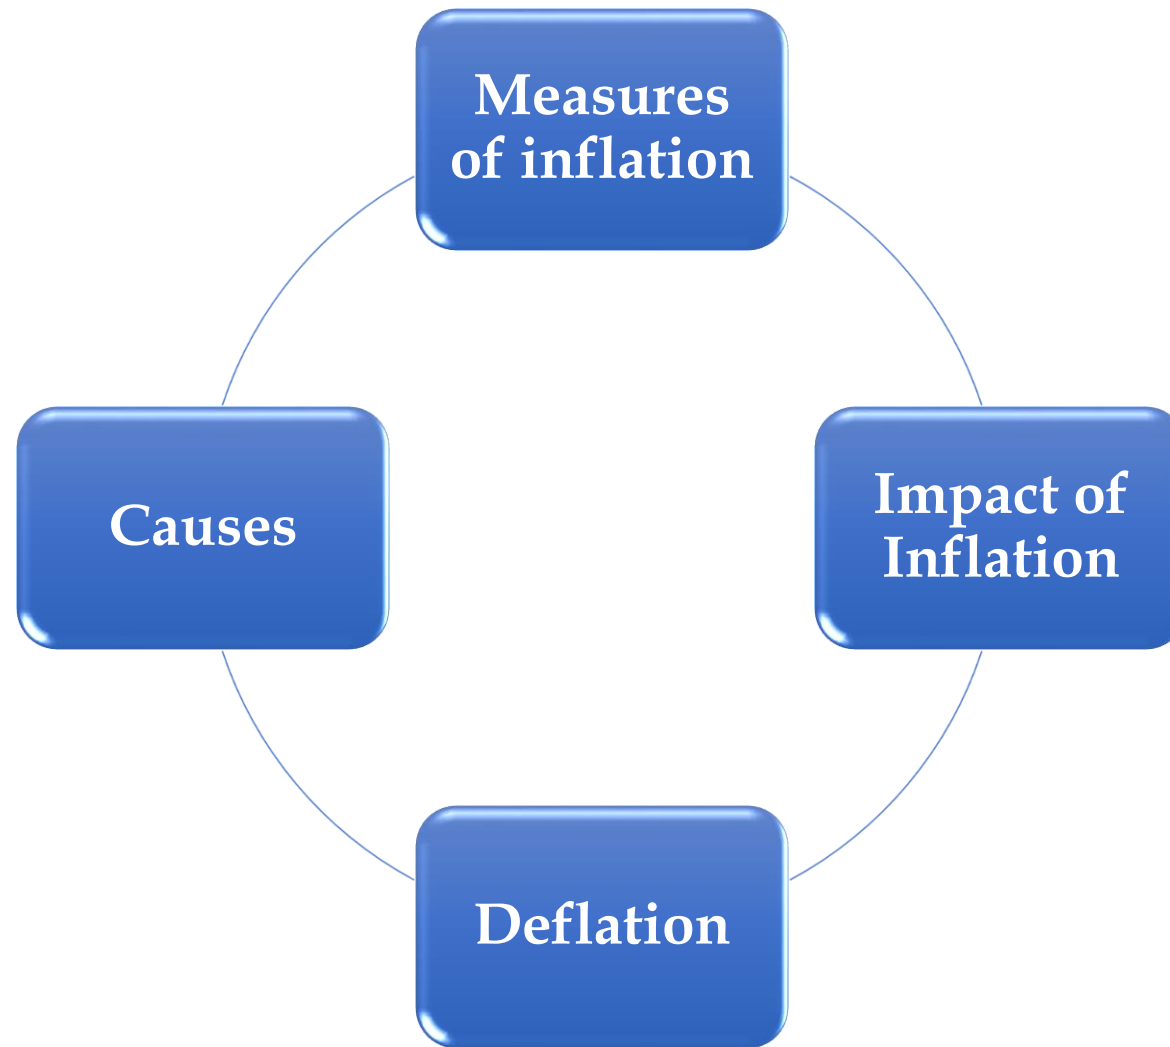 Measures
of inflation
Causes
Impact of
Inflation
Deflation